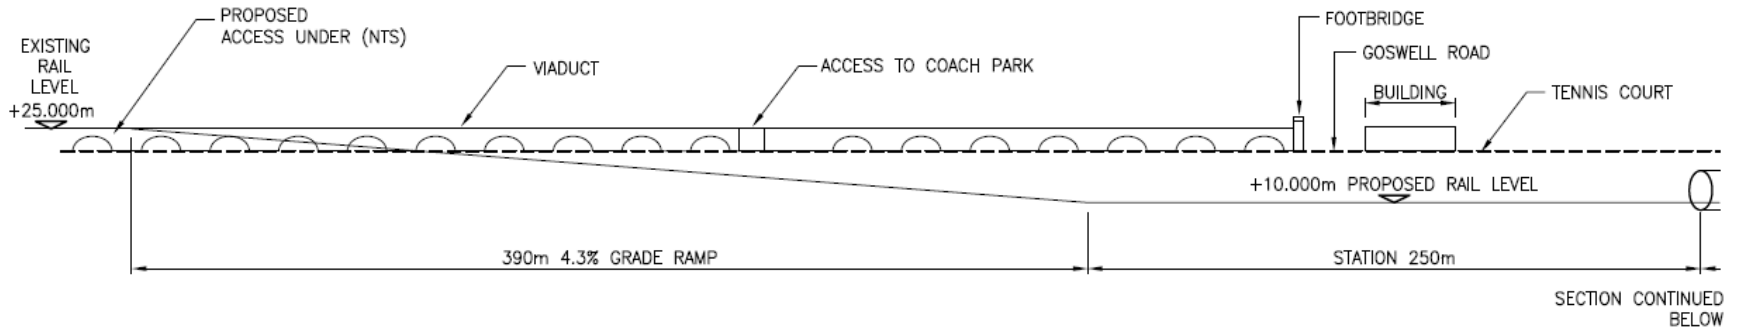 PROPOSED
ACCESS UNDER (NTS)
EXISTING
RAIL
LEVEL
+25.000m
VIADUCT
ACCESS TO COACH PARK
FOOTBRIDGE
GOSWELL ROAD
BUILDING
TENNIS COURT
+10.000m PROPOSED RAIL LEVEL
390m 4.3% GRADE RAMP
STATION 250m
SECTION CONTINUED
BELOW